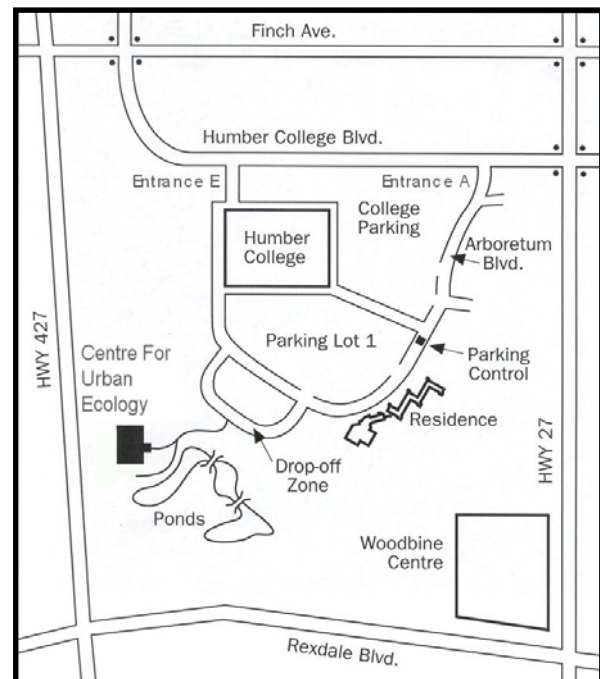 Finch Ave.
Humber College Blvd.
Entrance E
Entrance A
College
Parking
Humber
College
Arboretum
Blvd.
HWY 427
Parking Lot 1
Centre For
Urban
Ecology
Parking
Control
Residence
HWY 27
Drop-off
Zone
Ponds
Woodbine
Centre
Rexdale Blvd.